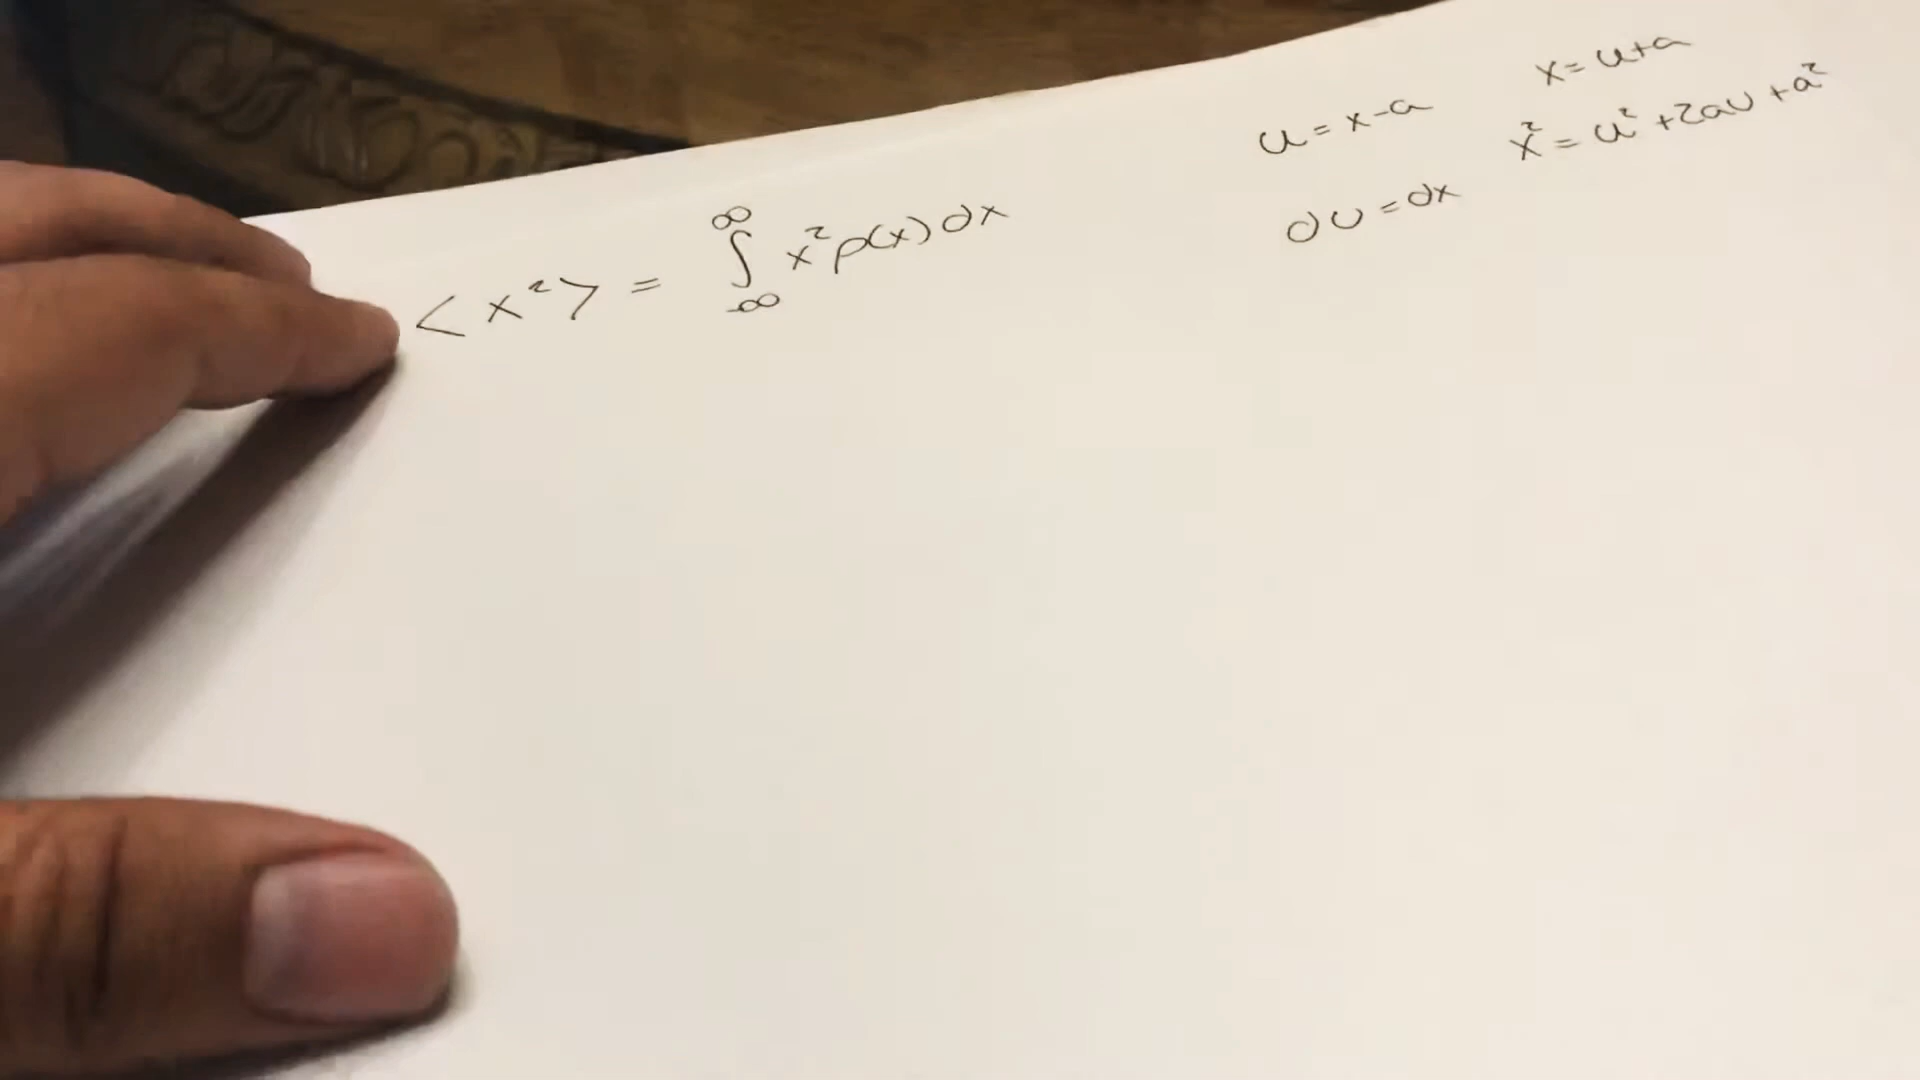 <x²> = ∫_{-∞}^{∞} x²ρ(x)dx
u = x-a
du = dx
x = u+a
x² = u² + 2au + a²